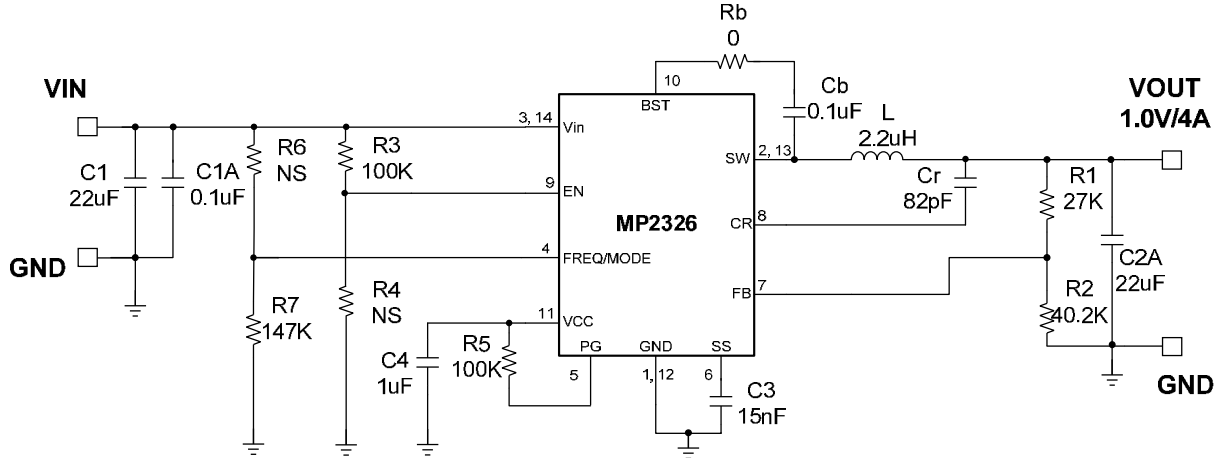 Rb
0
10
BST
Cb
0.1uF
VIN
VOUT
1.0V/4A
3, 14
Vin
L
2.2uH
R6
NS
R3
100K
SW
2, 13
C1
22uF
C1A
0.1uF
Cr
82pF
R1
27K
9
EN
MP2326
CR
8
GND
4
FREQ/MODE
C2A
22uF
FB
7
R7
147K
R4
NS
R2
40.2K
11
VCC
C4
1uF
R5
100K
PG
GND
SS
5
1, 12
6
C3
15nF
GND